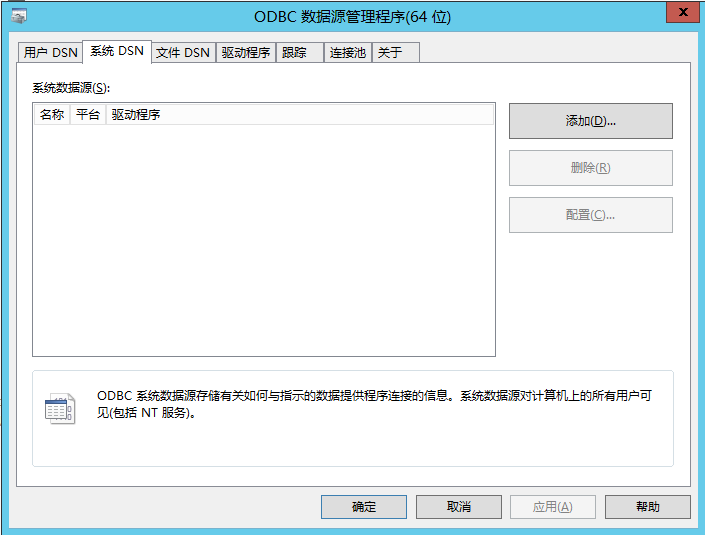 ODBC 数据源管理程序(64 位)
x
用户 DSN 系统 DSN 文件 DSN 驱动程序 跟踪 连接池 关于
系统数据源(S):
名称 平台 驱动程序
添加(D)...
删除(R)
配置(C)...
ODBC 系统数据源存储有关如何与指示的数据提供程序连接的信息。系统数据源对计算机上的所有用户可
见(包括 NT 服务)。
确定 取消 应用(A) 帮助